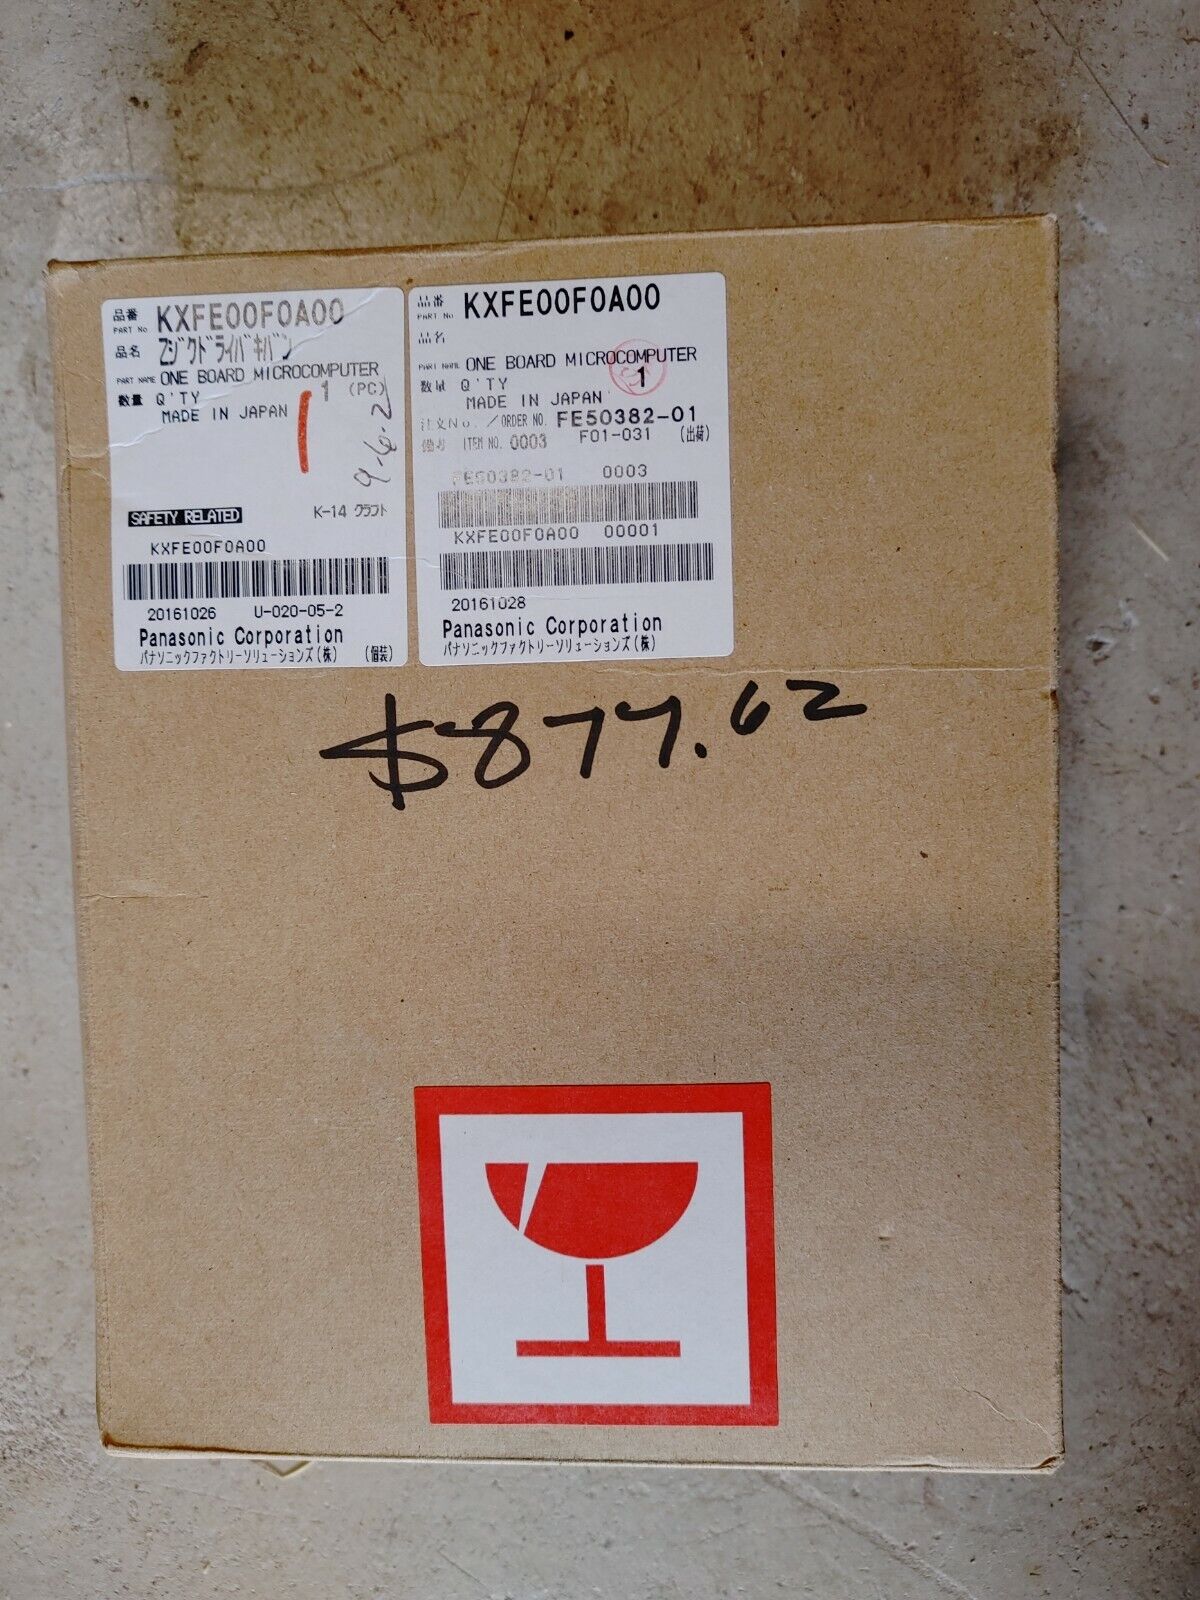 品番 KXFE00F0A00
PART No
品名 Zジクドライバキバン
PART NAME ONE BOARD MICROCOMPUTER
数量 Q'TY 1 (PC)
MADE IN JAPAN
9-6-2
SAFETY RELATED K-14 クラフト
KXFE00F0A00
20161026 U-020-05-2
Panasonic Corporation
パナソニックファクトリーソリューションズ(株) (個装)
品番 KXFE00F0A00
PART No
品名
PART NAME ONE BOARD MICROCOMPUTER
数量 Q'TY 1
MADE IN JAPAN
注文No. /ORDER NO. FE50382-01
備考 ITEM NO. 0003 F01-031 (出荷)
FE50382-01 0003
KXFE00F0A00 00001
20161028
Panasonic Corporation
パナソニックファクトリーソリューションズ(株)
$877.62